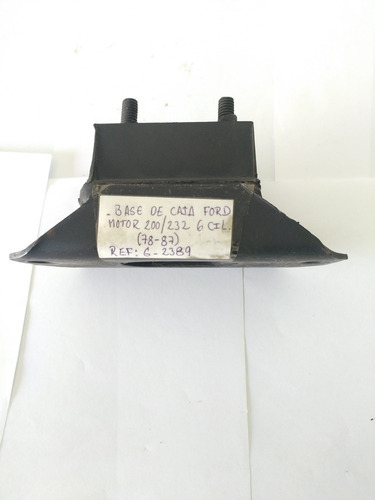 - BASE DE CAJA FORD
MOTOR 200/232 6 CIL.
(78-87)
REF: G-2389